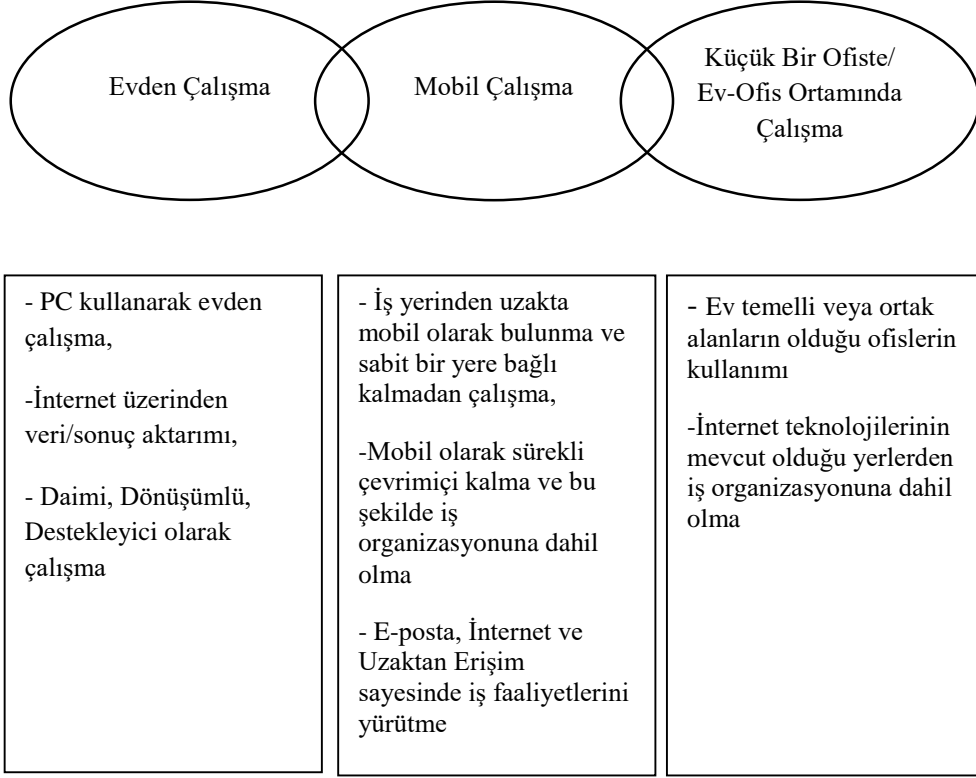 Evden Çalışma
Mobil Çalışma
Küçük Bir Ofiste/
Ev-Ofis Ortamında
Çalışma
- PC kullanarak evden
çalışma,
-İnternet üzerinden
veri/sonuç aktarımı,
- Daimi, Dönüşümlü,
Destekleyici olarak
çalışma
- İş yerinden uzakta
mobil olarak bulunma ve
sabit bir yere bağlı
kalmadan çalışma,
-Mobil olarak sürekli
çevrimiçi kalma ve bu
şekilde iş
organizasyonuna dahil
olma
- E-posta, İnternet ve
Uzaktan Erişim
sayesinde iş faaliyetlerini
yürütme
- Ev temelli veya ortak
alanların olduğu ofislerin
kullanımı
-İnternet teknolojilerinin
mevcut olduğu yerlerden
iş organizasyonuna dahil
olma